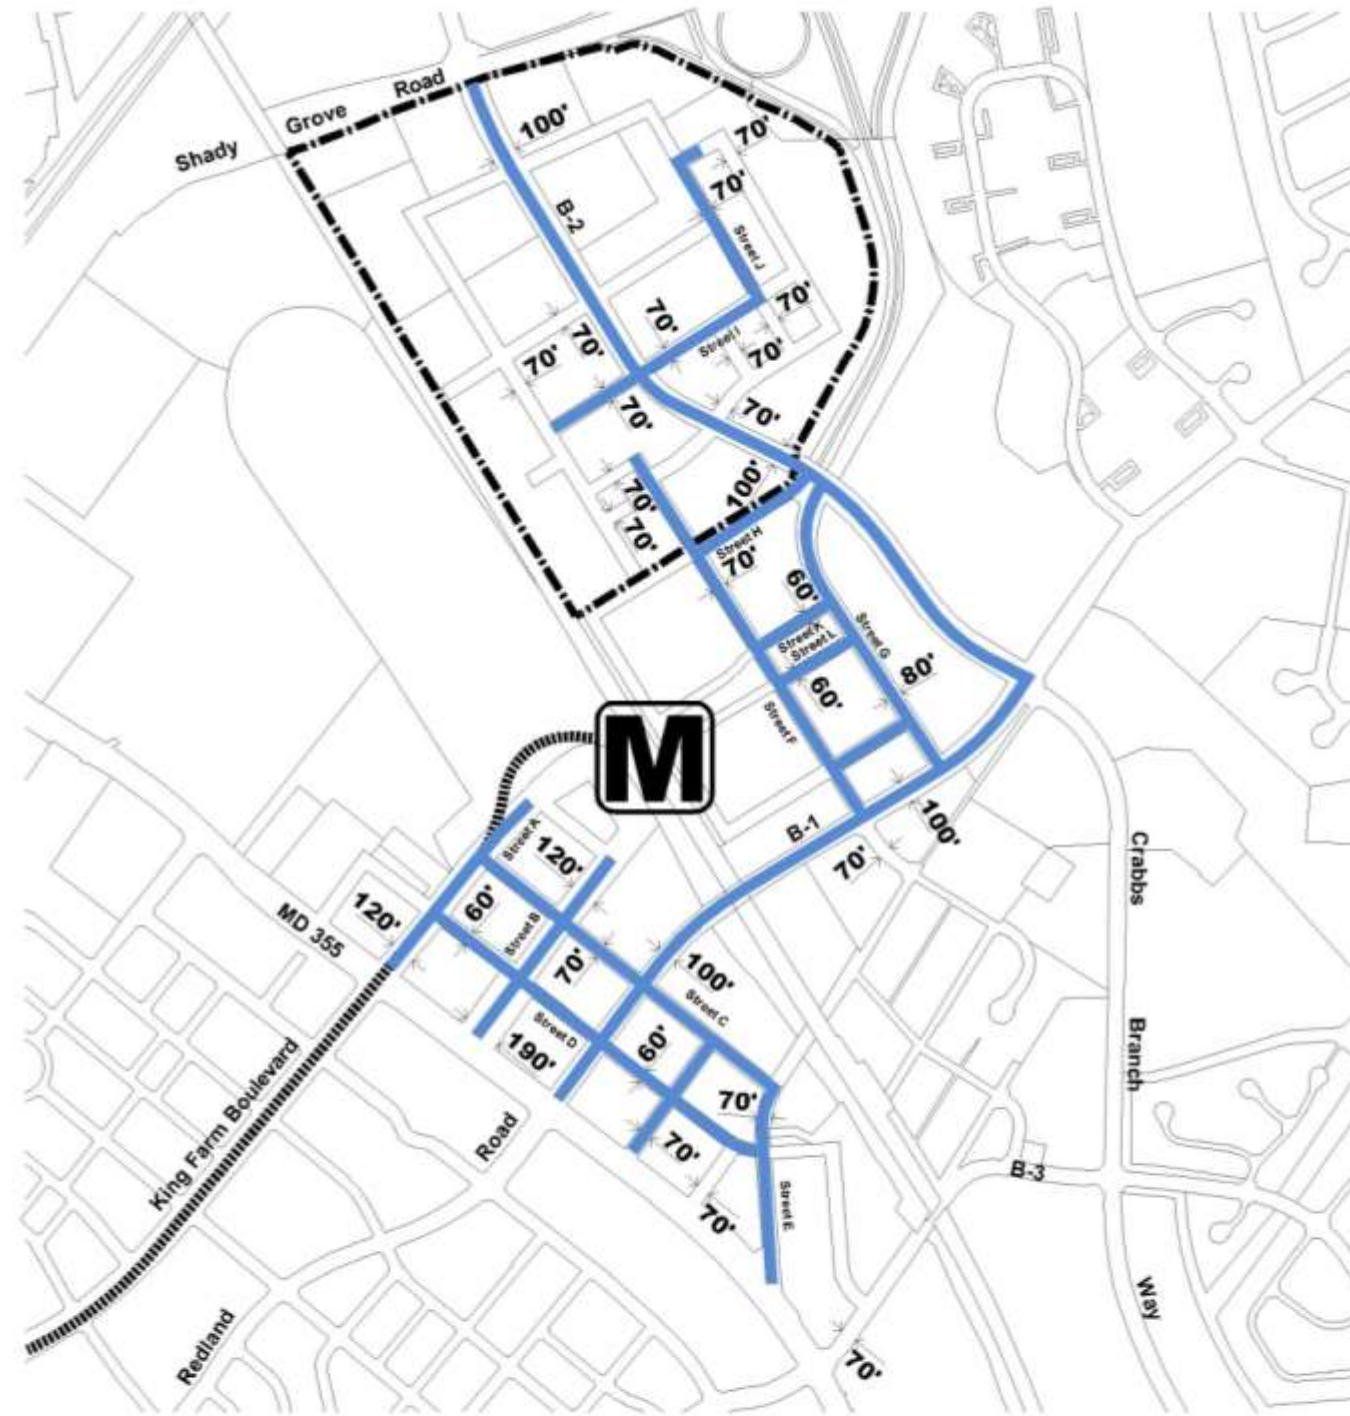 Shady Grove Road
100'
70'
B-2
70'
Street J
70'
70'
Street I
70'
70'
70'
70'
70'
100'
70'
70'
Street H
70'
60'
Street K
Street L
Street G
60'
80'
Street F
M
B-1
100'
70'
Street A
120'
60'
Street B
120'
MD 355
70'
100'
Street C
Street D
190'
60'
70'
70'
70'
Street E
70'
King Farm Boulevard
Redland Road
Crabbs Branch Way
B-3